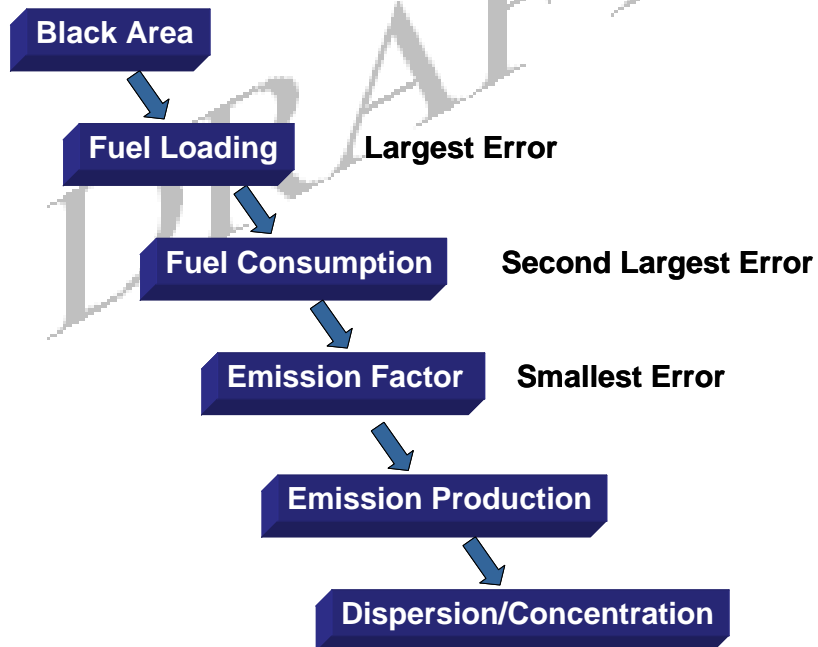 Black Area
Fuel Loading Largest Error
Fuel Consumption Second Largest Error
Emission Factor Smallest Error
Emission Production
Dispersion/Concentration
DRAF